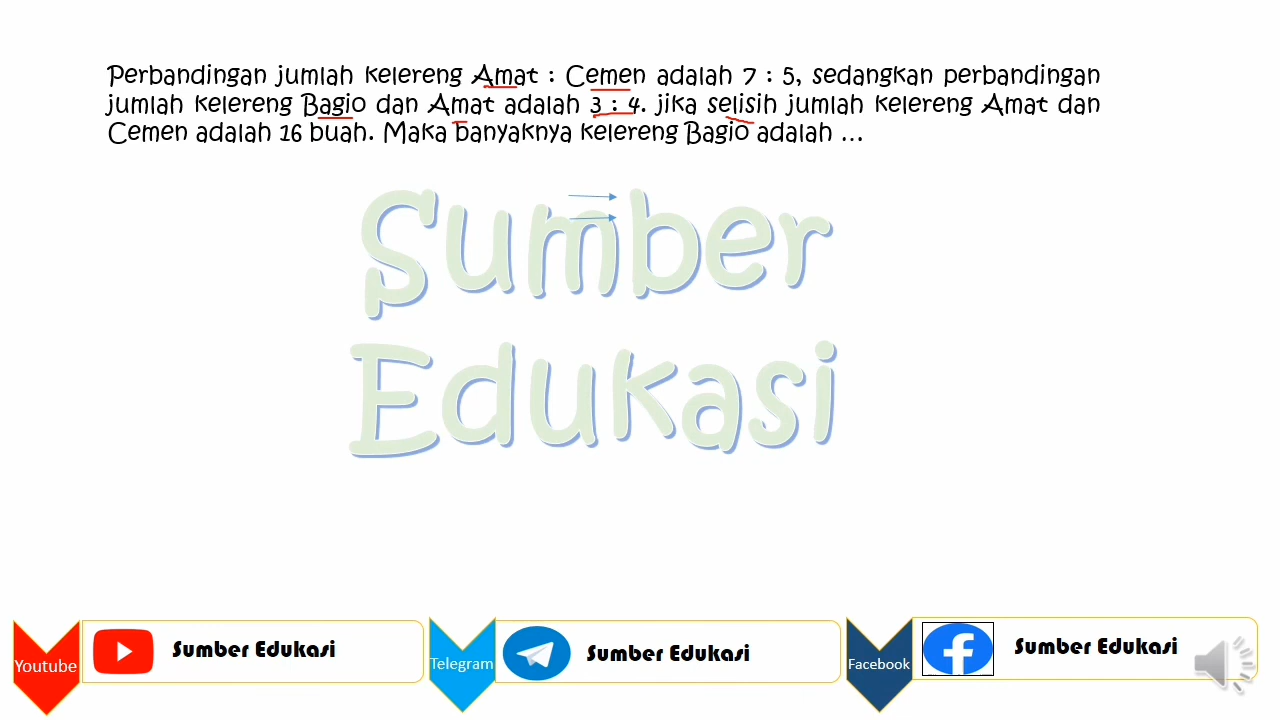 Perbandingan jumlah kelereng Amat : Cemen adalah 7 : 5, sedangkan perbandingan
jumlah kelereng Bagio dan Amat adalah 3 : 4. jika selisih jumlah kelereng Amat dan
Cemen adalah 16 buah. Maka banyaknya kelereng Bagio adalah ...
Sumber
Edukasi
Youtube
Sumber Edukasi
Telegram
Sumber Edukasi
Facebook
Sumber Edukasi